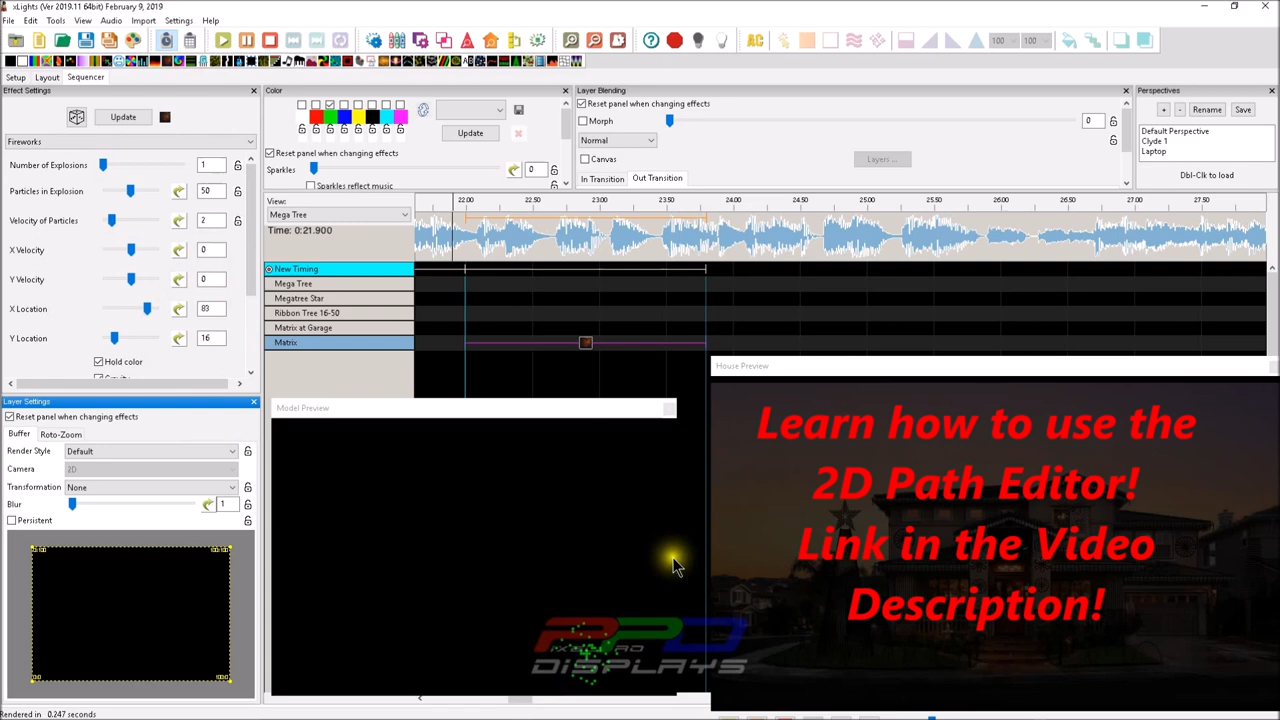 xLights (Ver 2019.11 64bit) February 9, 2019
File Edit Tools View Audio Import Settings Help
AC 100 100
Setup Layout Sequencer
Effect Settings
Update
Fireworks
Number of Explosions 1
Particles in Explosion 50
Velocity of Particles 2
X Velocity 0
Y Velocity 0
X Location 83
Y Location 16
Hold color
Color
Update
Reset panel when changing effects
Sparkles 0
Sparkles reflect music
Layer Blending
Reset panel when changing effects
Morph 0
Normal
Canvas Layers ...
In Transition Out Transition
Perspectives
+ - Rename Save
Default Perspective
Clyde 1
Laptop
Dbl-Clk to load
View:
Mega Tree
Time: 0:21.900
22.00 22.50 23.00 23.50 24.00 24.50 25.00 25.50 26.00 26.50 27.00 27.50
New Timing
Mega Tree
Megatree Star
Ribbon Tree 16-50
Matrix at Garage
Matrix
Layer Settings
Reset panel when changing effects
Buffer Roto-Zoom
Render Style Default
Camera 2D
Transformation None
Blur 1
Persistent
Model Preview
House Preview
Learn how to use the
2D Path Editor!
Link in the Video
Description!
PPD
DISPLAYS
Rendered in 0.247 seconds